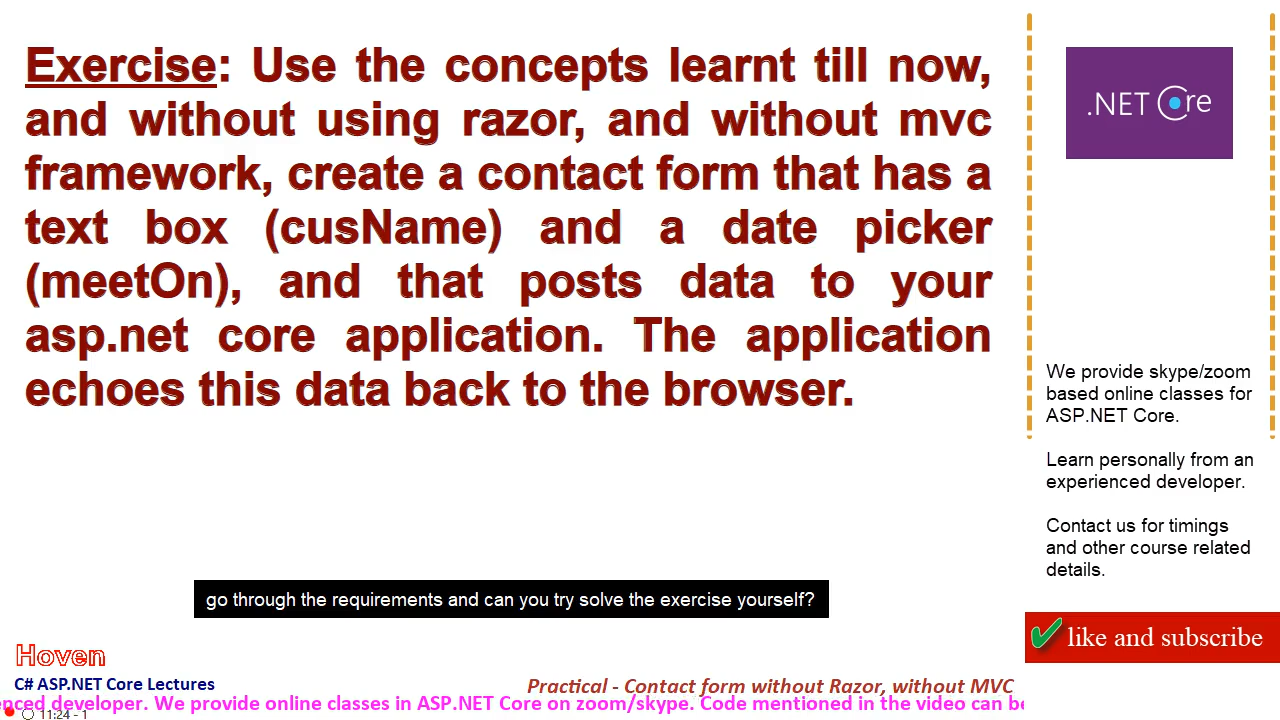 Exercise: Use the concepts learnt till now,
and without using razor, and without mvc
framework, create a contact form that has a
text box (cusName) and a date picker
(meetOn), and that posts data to your
asp.net core application. The application
echoes this data back to the browser.
.NET Core
We provide skype/zoom
based online classes for
ASP.NET Core.
Learn personally from an
experienced developer.
Contact us for timings
and other course related
details.
go through the requirements and can you try solve the exercise yourself?
like and subscribe
Hoven
C# ASP.NET Core Lectures
Practical - Contact form without Razor, without MVC
enced developer. We provide online classes in ASP.NET Core on zoom/skype. Code mentioned in the video can be
11:24 - 1